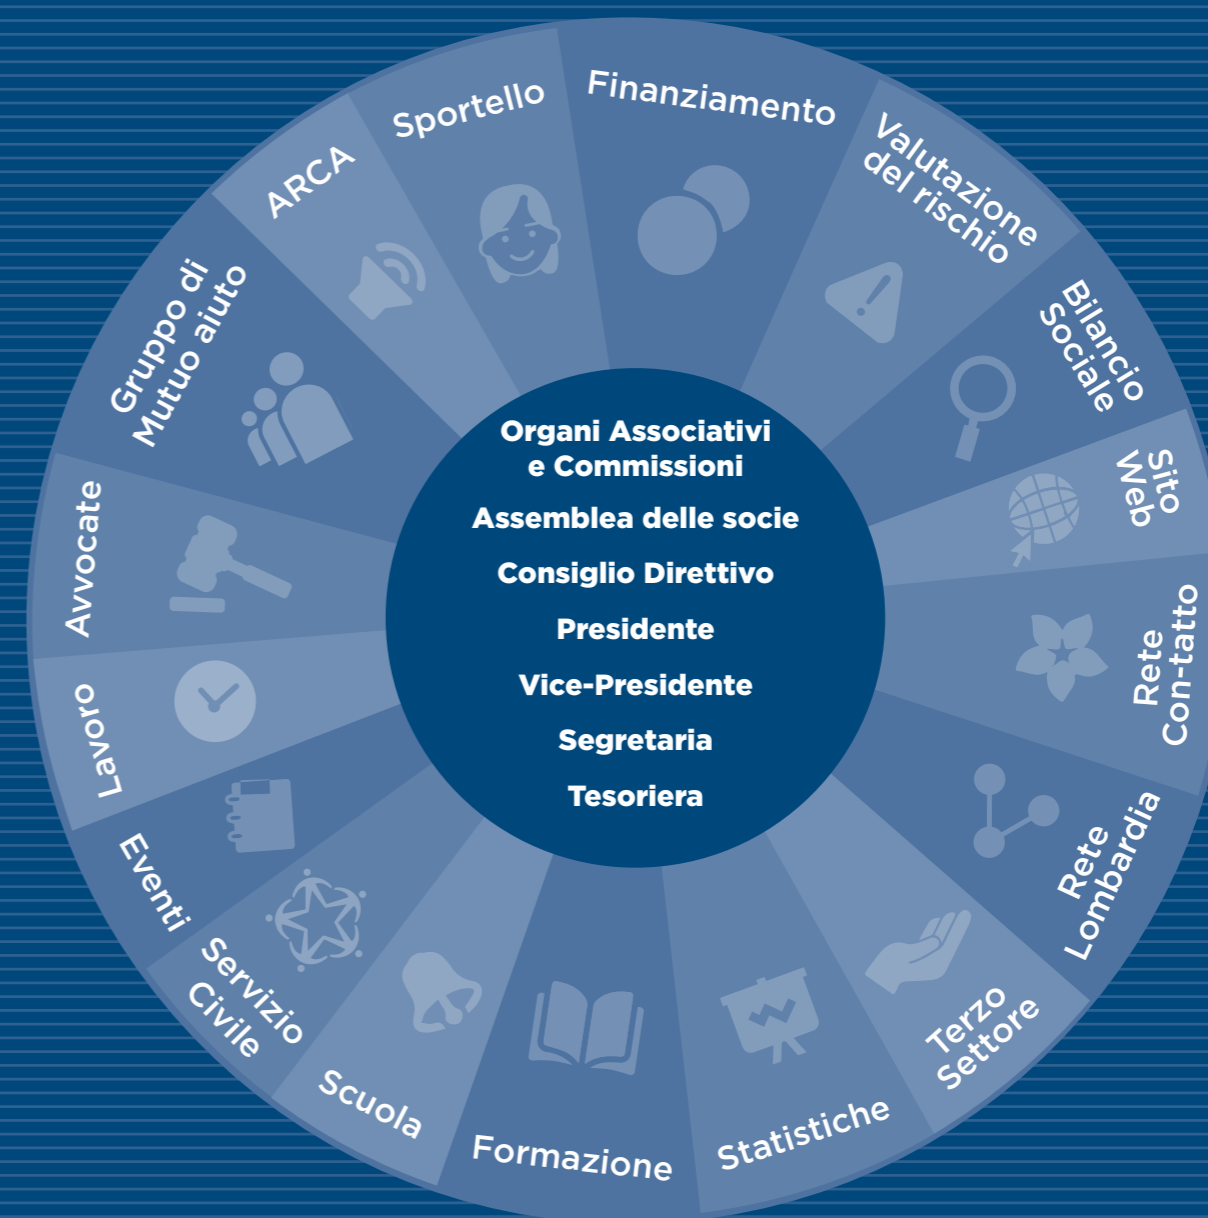 Finanziamento
Valutazione
del rischio
Bilancio
Sociale
Sito
Web
Rete
Con-tatto
Rete
Lombardia
Terzo
Settore
Statistiche
Formazione
Scuola
Servizio
Civile
Eventi
Lavoro
Avvocate
Gruppo di
Mutuo aiuto
ARCA
Sportello
Organi Associativi
e Commissioni
Assemblea delle socie
Consiglio Direttivo
Presidente
Vice-Presidente
Segretaria
Tesoriera